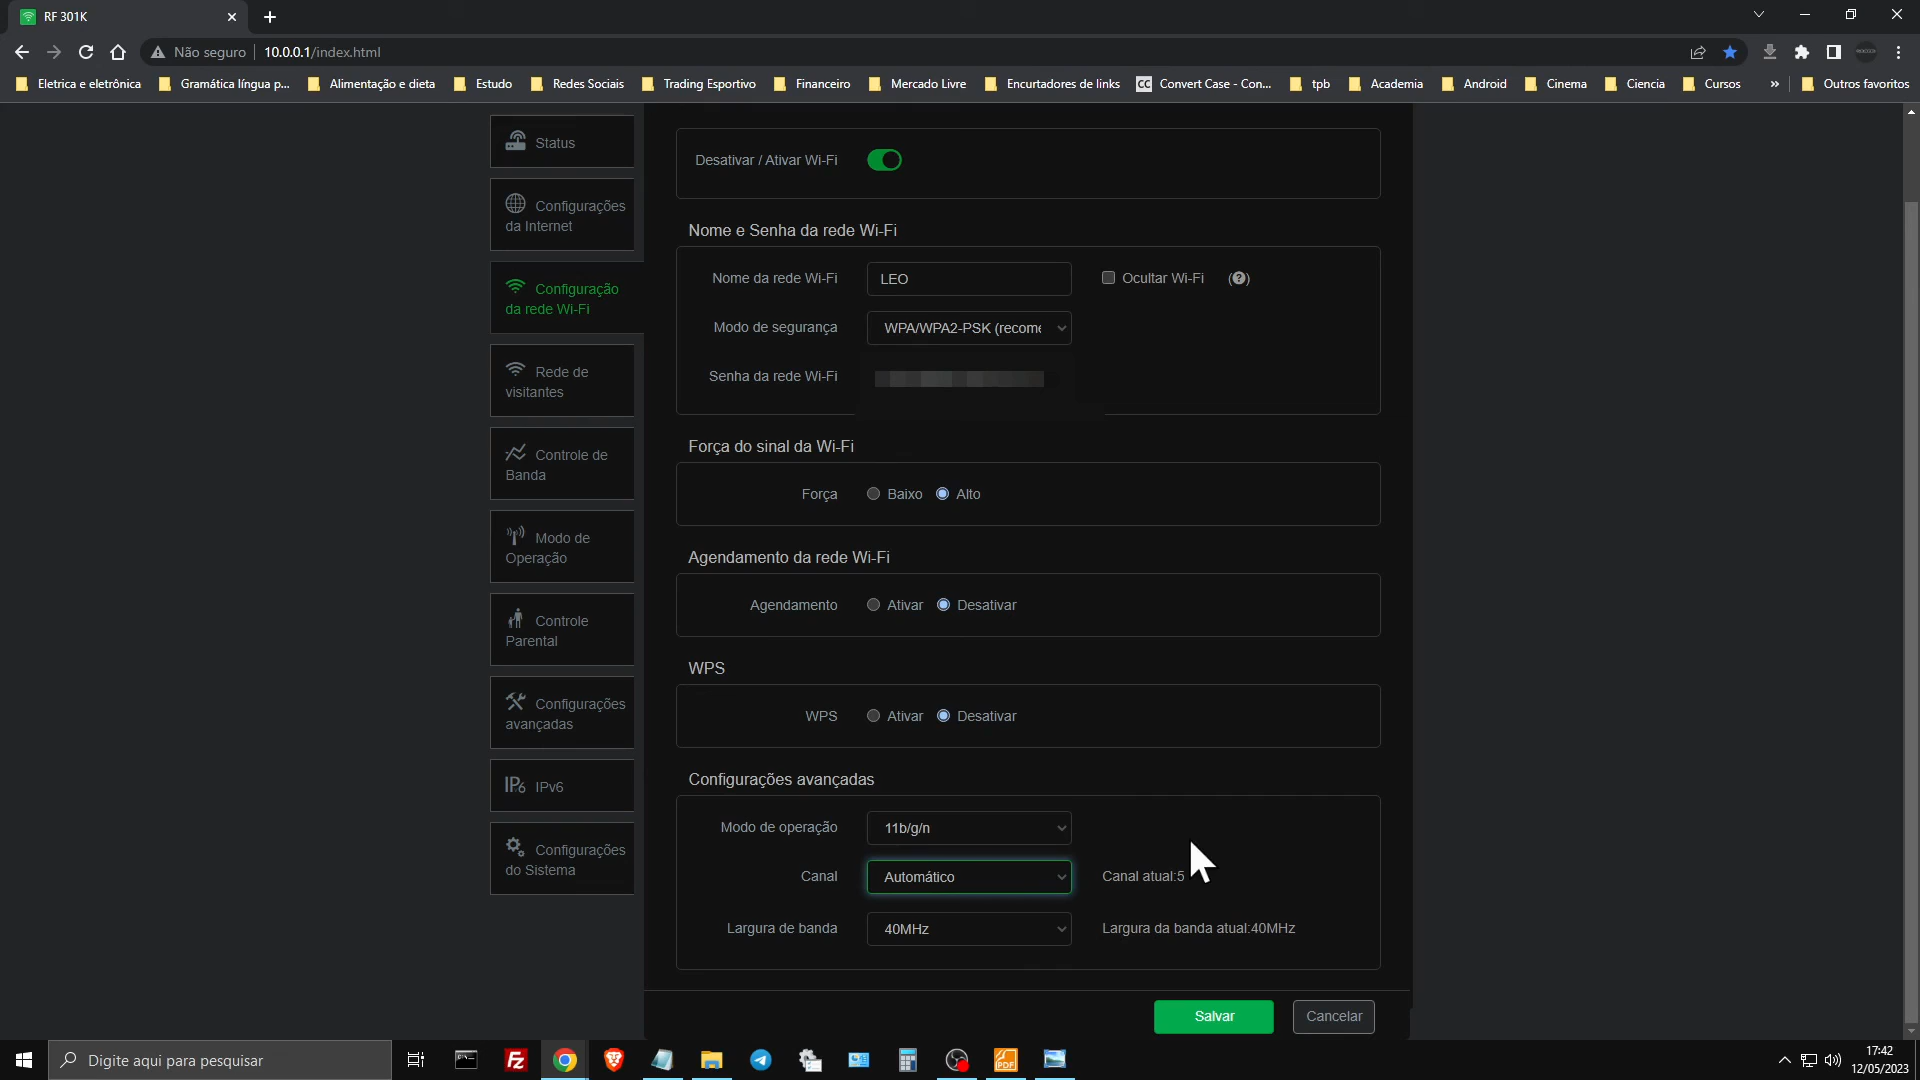 RF 301K
Não seguro
10.0.0.1/index.html
Eletrica e eletrônica
Gramática língua p...
Alimentação e dieta
Estudo
Redes Sociais
Trading Esportivo
Financeiro
Mercado Livre
Encurtadores de links
CC Convert Case - Con...
tpb
Academia
Android
Cinema
Ciencia
Cursos
»
Outros favoritos
Status
Configurações
da Internet
Configuração
da rede Wi-Fi
Rede de
visitantes
Controle de
Banda
Modo de
Operação
Controle
Parental
Configurações
avançadas
IPv6
Configurações
do Sistema
Desativar / Ativar Wi-Fi
Nome e Senha da rede Wi-Fi
Nome da rede Wi-Fi LEO Ocultar Wi-Fi (?)
Modo de segurança WPA/WPA2-PSK (recome
Senha da rede Wi-Fi
Força do sinal da Wi-Fi
Força Baixo Alto
Agendamento da rede Wi-Fi
Agendamento Ativar Desativar
WPS
WPS Ativar Desativar
Configurações avançadas
Modo de operação 11b/g/n
Canal Automático Canal atual:5
Largura de banda 40MHz Largura da banda atual:40MHz
Salvar Cancelar
Digite aqui para pesquisar
17:42
12/05/2023